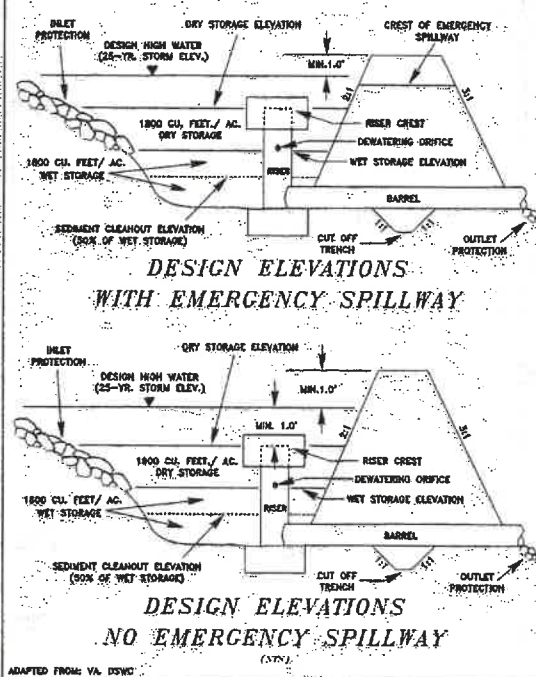 INLET
PROTECTION
DRY STORAGE ELEVATION
DESIGN HIGH WATER
(25-YR. STORM ELEV.)
CREST OF EMERGENCY
SPILLWAY
MIN. 1.0'
2:1
3:1
1800 CU. FEET/ AC.
DRY STORAGE
RISER CREST
DEWATERING ORIFICE
1800 CU. FEET/ AC.
WET STORAGE
WET STORAGE ELEVATION
RISER
BARREL
SEDIMENT CLEANOUT ELEVATION
(50% OF WET STORAGE)
1:1
1:1
CUT OFF
TRENCH
OUTLET
PROTECTION
DESIGN ELEVATIONS
WITH EMERGENCY SPILLWAY
INLET
PROTECTION
DRY STORAGE ELEVATION
DESIGN HIGH WATER
(25-YR. STORM ELEV.)
MIN. 1.0'
MIN. 1.0'
2:1
3:1
1800 CU. FEET./ AC.
DRY STORAGE
RISER CREST
DEWATERING ORIFICE
1800 CU. FEET/ AC.
WET STORAGE
WET STORAGE ELEVATION
RISER
BARREL
SEDIMENT CLEANOUT ELEVATION
(50% OF WET STORAGE)
1:1
1:1
CUT OFF
TRENCH
OUTLET
PROTECTION
DESIGN ELEVATIONS
NO EMERGENCY SPILLWAY
ADAPTED FROM: VA. DSWC